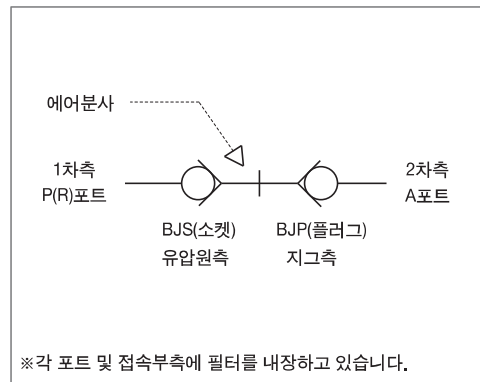 에어분사
1차측
P(R)포트
2차측
A포트
BJS(소켓)
유압원측
BJP(플러그)
지그측
※각 포트 및 접속부측에 필터를 내장하고 있습니다.